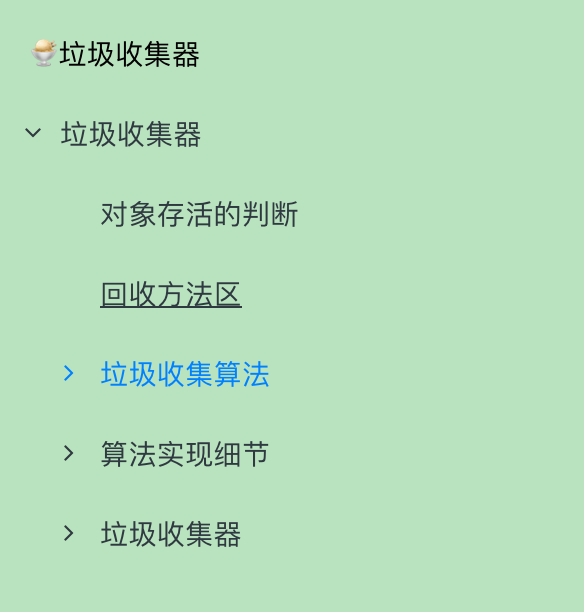 🍨垃圾收集器
垃圾收集器
对象存活的判断
回收方法区
垃圾收集算法
算法实现细节
垃圾收集器